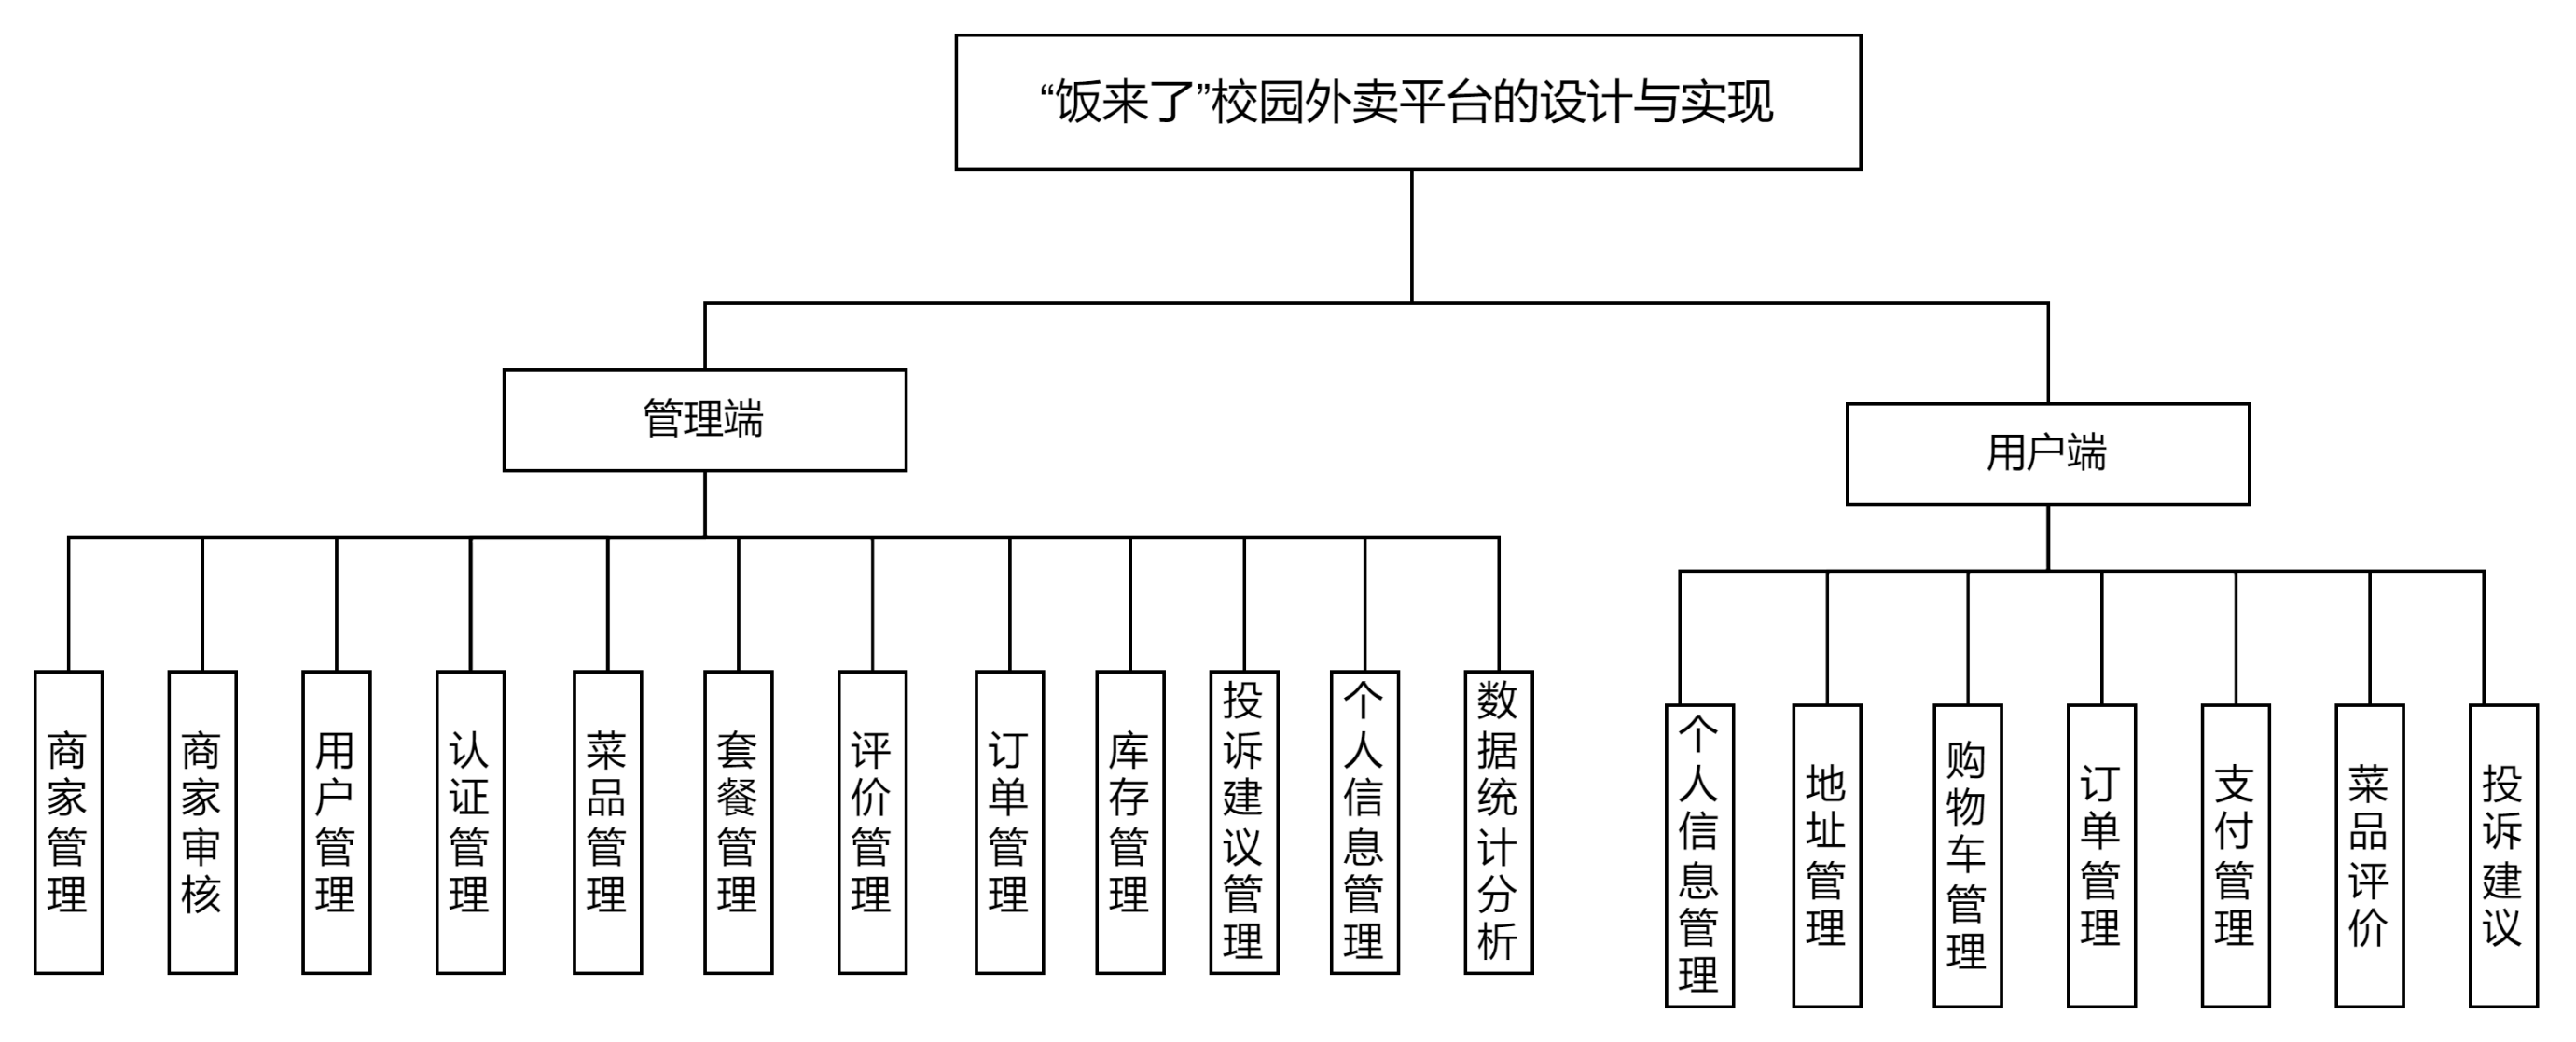 “饭来了”校园外卖平台的设计与实现
管理端
用户端
商家管理
商家审核
用户管理
认证管理
菜品管理
套餐管理
评价管理
订单管理
库存管理
投诉建议管理
个人信息管理
数据统计分析
个人信息管理
地址管理
购物车管理
订单管理
支付管理
菜品评价
投诉建议